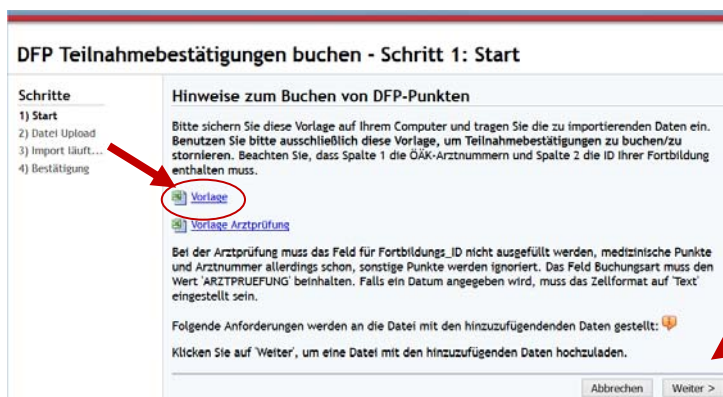 DFP Teilnahmebestätigungen buchen - Schritt 1: Start
Schritte
1) Start
2) Datei Upload
3) Import läuft...
4) Bestätigung
Hinweise zum Buchen von DFP-Punkten
Bitte sichern Sie diese Vorlage auf Ihrem Computer und tragen Sie die zu importierenden Daten ein.
Benutzen Sie bitte ausschließlich diese Vorlage, um Teilnahmebestätigungen zu buchen/zu
stornieren. Beachten Sie, dass Spalte 1 die ÖÄK-Arztnummern und Spalte 2 die ID Ihrer Fortbildung
enthalten muss.
Vorlage
Vorlage Arztprüfung
Bei der Arztprüfung muss das Feld für Fortbildungs_ID nicht ausgefüllt werden, medizinische Punkte
und Arztnummer allerdings schon, sonstige Punkte werden ignoriert. Das Feld Buchungsart muss den
Wert 'ARZTPRUEFUNG' beinhalten. Falls ein Datum angegeben wird, muss das Zellformat auf 'Text'
eingestellt sein.
Folgende Anforderungen werden an die Datei mit den hinzuzufügendenden Daten gestellt:
Klicken Sie auf 'Weiter', um eine Datei mit den hinzuzufügenden Daten hochzuladen.
Abbrechen Weiter >